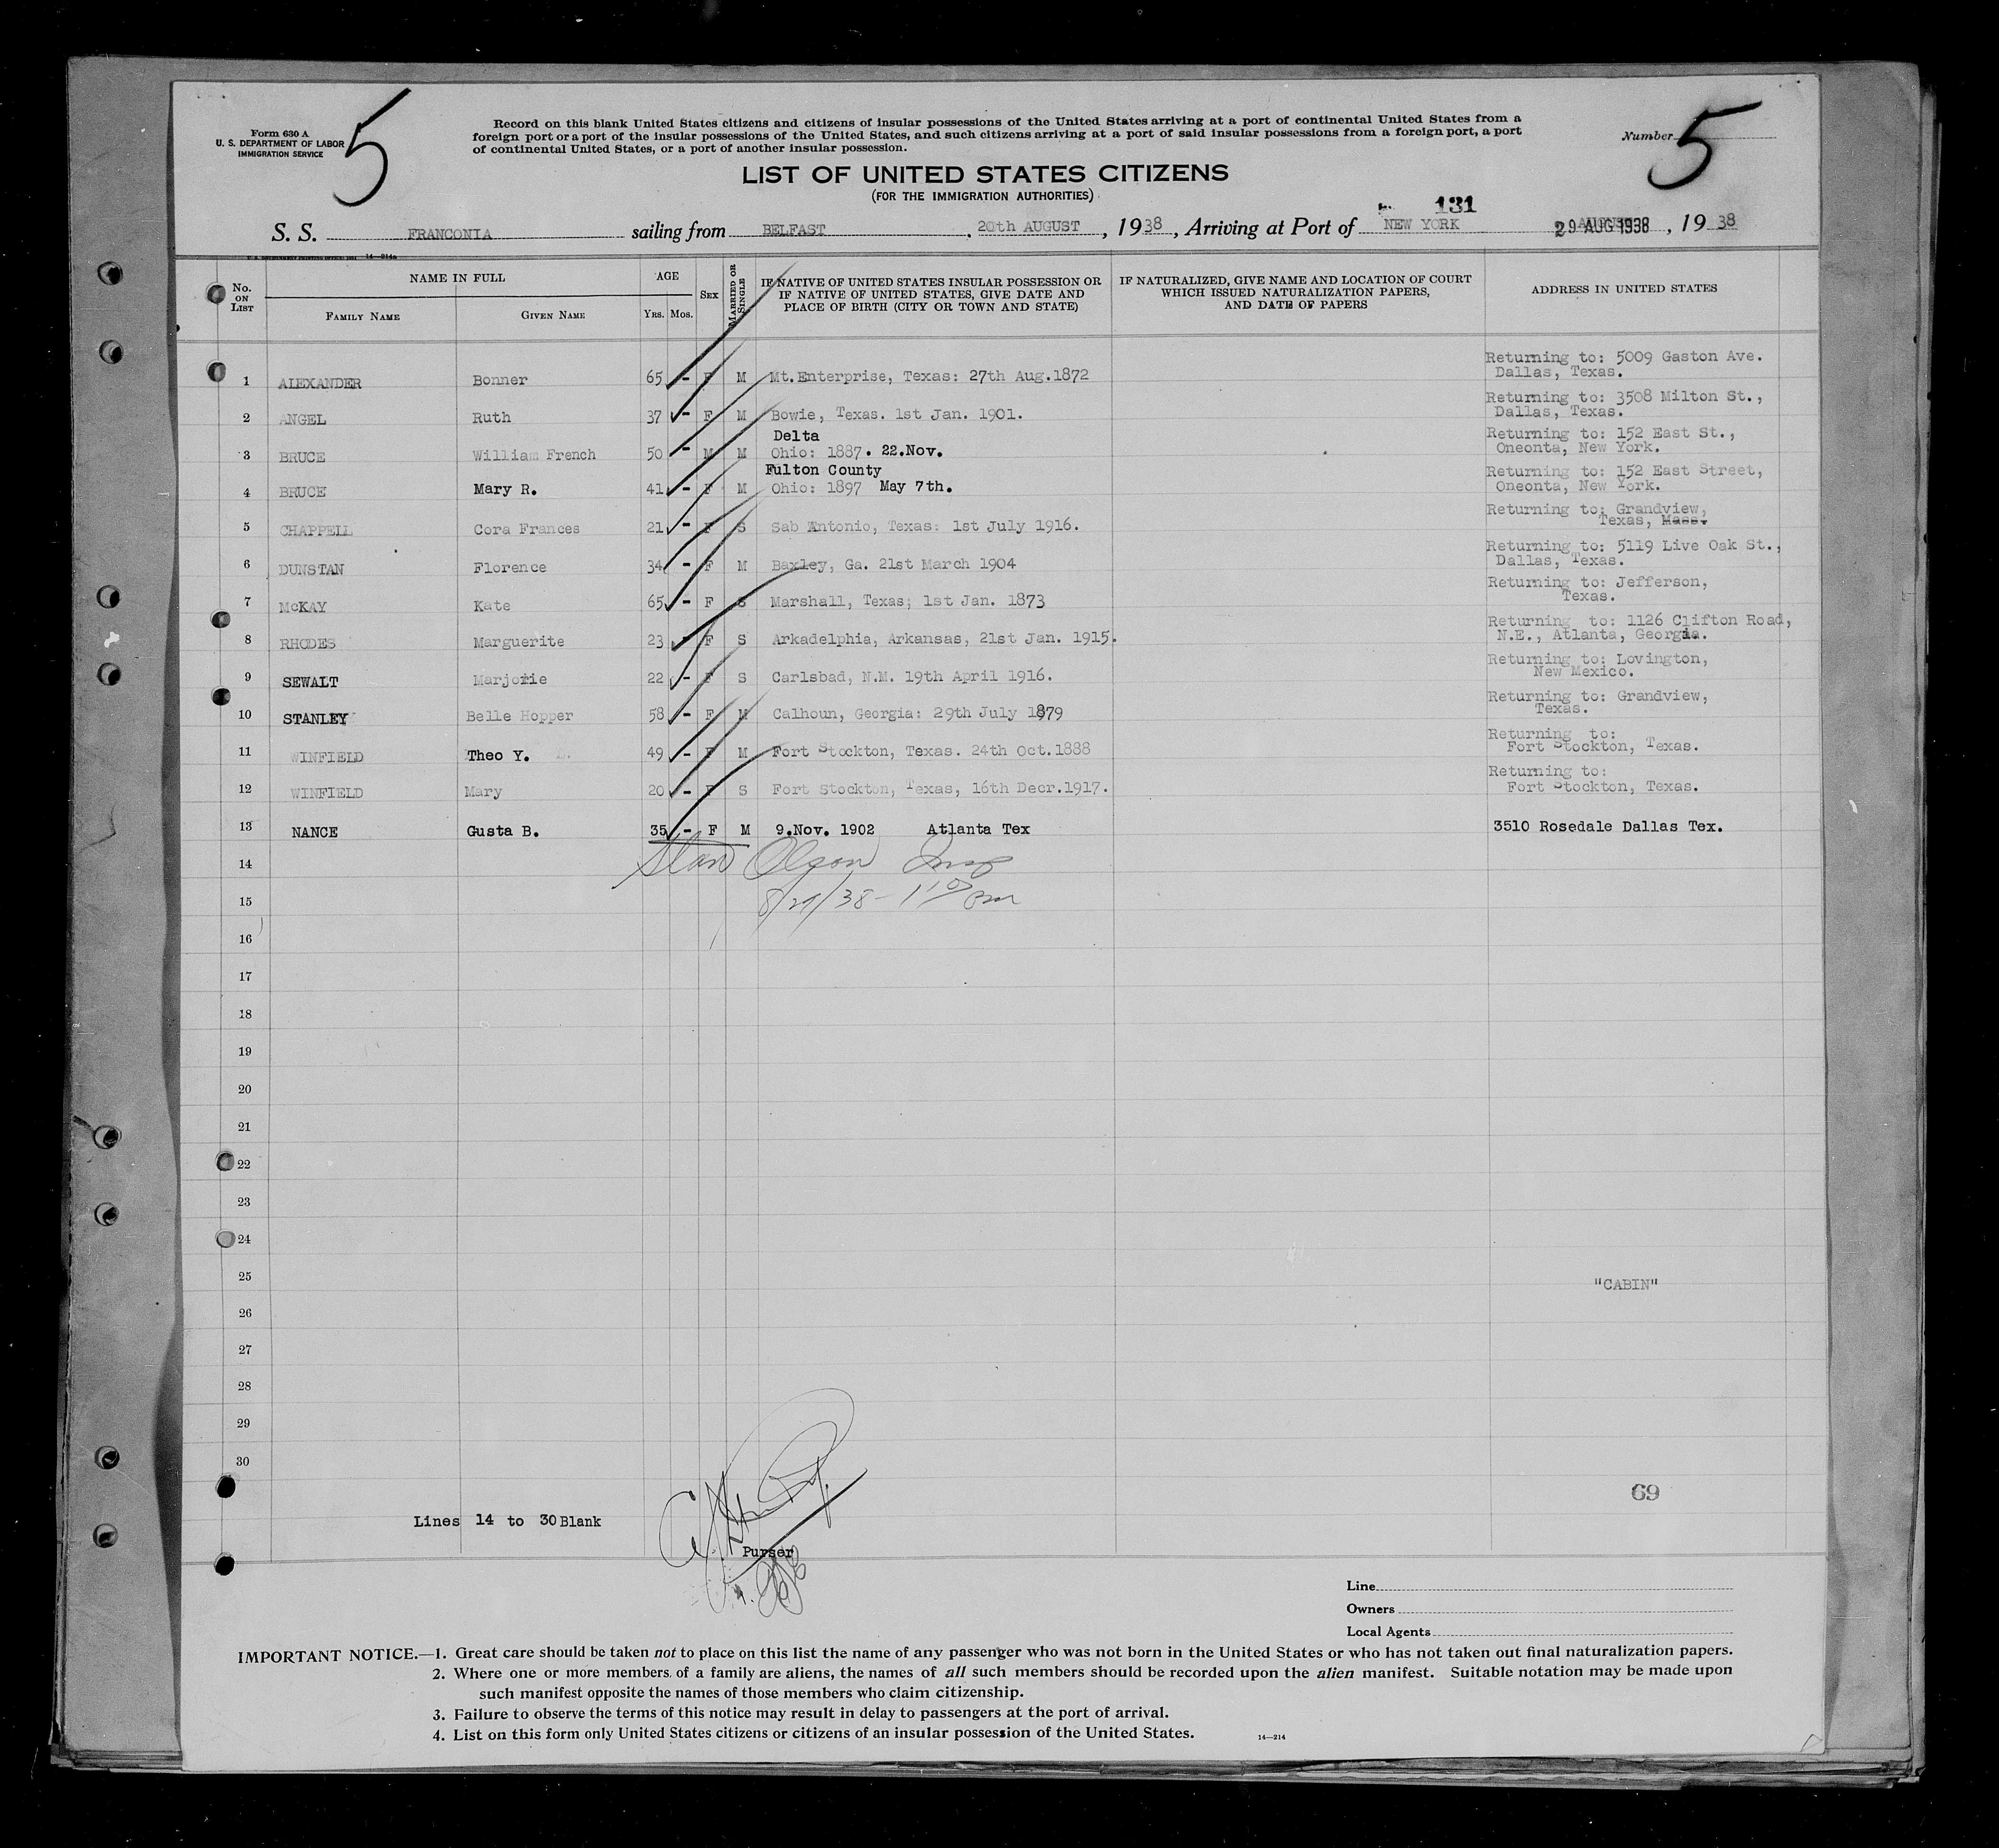 5
5
Form 630 A
U. S. DEPARTMENT OF LABOR
IMMIGRATION SERVICE
Record on this blank United States citizens and citizens of insular possessions of the United States arriving at a port of continental United States from a
foreign port or a port of the insular possessions of the United States, and such citizens arriving at a port of said insular possessions from a foreign port, a port
of continental United States, or a port of another insular possession.
Number
LIST OF UNITED STATES CITIZENS
(FOR THE IMMIGRATION AUTHORITIES)
131
S. S. FRANCONIA sailing from BELFAST, 20th AUGUST, 1938, Arriving at Port of NEW YORK 29 AUG 1938, 1938
No. ON LIST
NAME IN FULL
FAMILY NAME
GIVEN NAME
AGE
YRS. MOS.
SEX
MARRIED OR SINGLE
IF NATIVE OF UNITED STATES INSULAR POSSESSION OR
IF NATIVE OF UNITED STATES, GIVE DATE AND
PLACE OF BIRTH (CITY OR TOWN AND STATE)
IF NATURALIZED, GIVE NAME AND LOCATION OF COURT
WHICH ISSUED NATURALIZATION PAPERS,
AND DATE OF PAPERS
ADDRESS IN UNITED STATES
1 ALEXANDER Bonner 65 - F M Mt.Enterprise, Texas: 27th Aug.1872 Returning to: 5009 Gaston Ave.
Dallas, Texas.
2 ANGEL Ruth 37 - F M Bowie, Texas. 1st Jan. 1901. Returning to: 3508 Milton St.,
Dallas, Texas.
Delta
3 BRUCE William French 50 - M M Ohio: 1887. 22.Nov. Returning to: 152 East St.,
Oneonta, New York.
Fulton County
4 BRUCE Mary R. 41 - F M Ohio: 1897 May 7th. Returning to: 152 East Street,
Oneonta, New York.
5 CHAPPELL Cora Frances 21 - F S Sab Antonio, Texas: 1st July 1916. Returning to: Grandview,
Texas, Mass.
6 DUNSTAN Florence 34 - F M Baxley, Ga. 21st March 1904 Returning to: 5119 Live Oak St.,
Dallas, Texas.
7 McKAY Kate 65 - F S Marshall, Texas; 1st Jan. 1873 Returning to: Jefferson,
Texas.
8 RHODES Marguerite 23 - F S Arkadelphia, Arkansas, 21st Jan. 1915. Returning to: 1126 Clifton Road,
N.E., Atlanta, Georgia.
9 SEWALT Marjorie 22 - F S Carlsbad, N.M. 19th April 1916. Returning to: Lovington,
New Mexico.
10 STANLEY Belle Hopper 58 - F M Calhoun, Georgia: 29th July 1879 Returning to: Grandview,
Texas.
11 WINFIELD Theo Y. 49 - F M Fort Stockton, Texas. 24th Oct.1888 Returning to:
Fort Stockton, Texas.
12 WINFIELD Mary 20 - F S Fort Stockton, Texas, 16th Decr.1917. Returning to:
Fort Stockton, Texas.
13 NANCE Gusta B. 35 - F M 9.Nov. 1902 Atlanta Tex 3510 Rosedale Dallas Tex.
14 Olson Insp
15 8/29/38 - pm
16
17
18
19
20
21
22
23
24
25 "CABIN"
26
27
28
29
30
69
Lines 14 to 30 Blank
Purser
Line
Owners
Local Agents
IMPORTANT NOTICE.—1. Great care should be taken not to place on this list the name of any passenger who was not born in the United States or who has not taken out final naturalization papers.
2. Where one or more members of a family are aliens, the names of all such members should be recorded upon the alien manifest. Suitable notation may be made upon
such manifest opposite the names of those members who claim citizenship.
3. Failure to observe the terms of this notice may result in delay to passengers at the port of arrival.
4. List on this form only United States citizens or citizens of an insular possession of the United States.
14—214